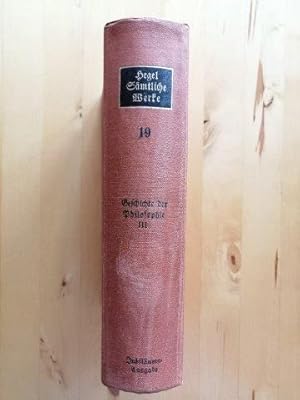 Hegel
Sämtliche
Werke
19
Geschichte der
Philosophie
III
Jubiläums-
Ausgabe